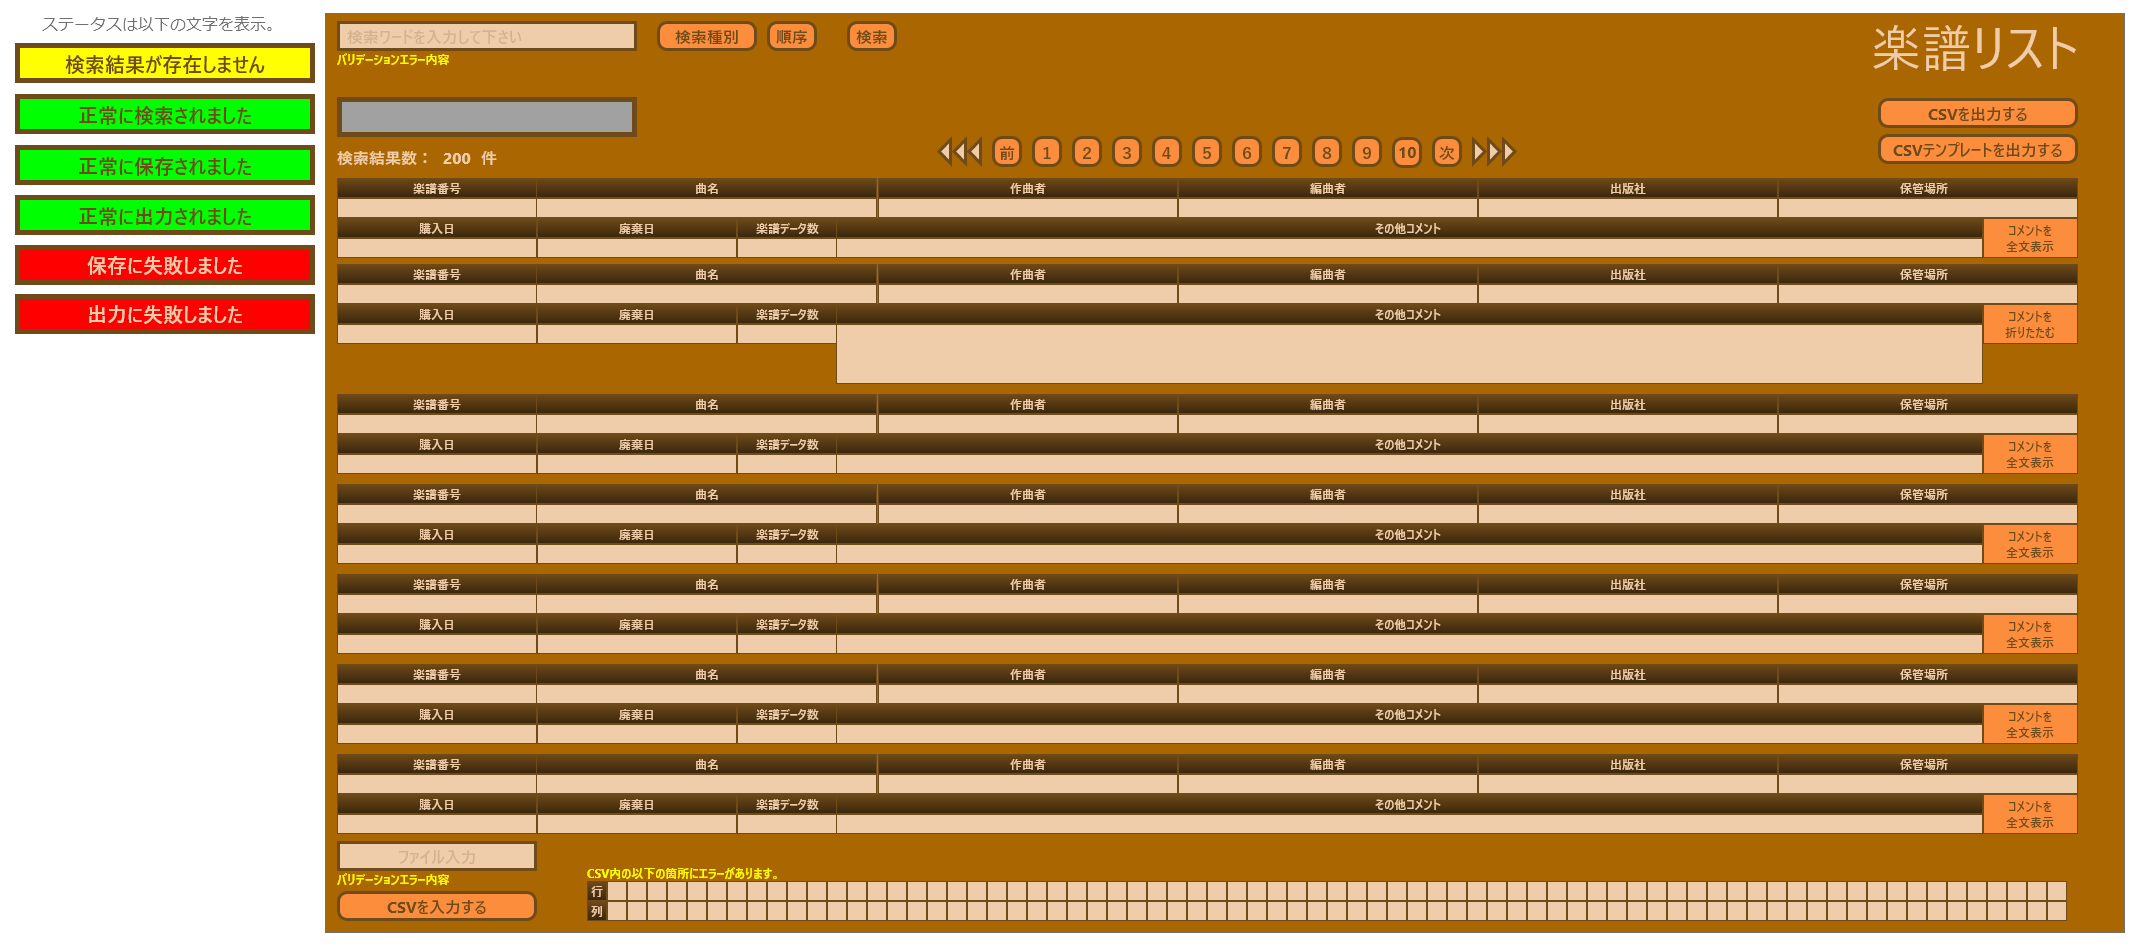 ステータスは以下の文字を表示。
検索結果が存在しません
正常に検索されました
正常に保存されました
正常に出力されました
保存に失敗しました
出力に失敗しました
検索ワードを入力して下さい 検索種別 順序 検索
バリデーションエラー内容
楽譜リスト
CSVを出力する
CSVテンプレートを出力する
検索結果数： 200 件
前 1 2 3 4 5 6 7 8 9 10 次
楽譜番号 曲名 作曲者 編曲者 出版社 保管場所
購入日 廃棄日 楽譜データ数 その他コメント
コメントを
全文表示
楽譜番号 曲名 作曲者 編曲者 出版社 保管場所
購入日 廃棄日 楽譜データ数 その他コメント
コメントを
折りたたむ
楽譜番号 曲名 作曲者 編曲者 出版社 保管場所
購入日 廃棄日 楽譜データ数 その他コメント
コメントを
全文表示
楽譜番号 曲名 作曲者 編曲者 出版社 保管場所
購入日 廃棄日 楽譜データ数 その他コメント
コメントを
全文表示
楽譜番号 曲名 作曲者 編曲者 出版社 保管場所
購入日 廃棄日 楽譜データ数 その他コメント
コメントを
全文表示
楽譜番号 曲名 作曲者 編曲者 出版社 保管場所
購入日 廃棄日 楽譜データ数 その他コメント
コメントを
全文表示
楽譜番号 曲名 作曲者 編曲者 出版社 保管場所
購入日 廃棄日 楽譜データ数 その他コメント
コメントを
全文表示
ファイル入力
バリデーションエラー内容
CSVを入力する
CSV内の以下の箇所にエラーがあります。
行
列